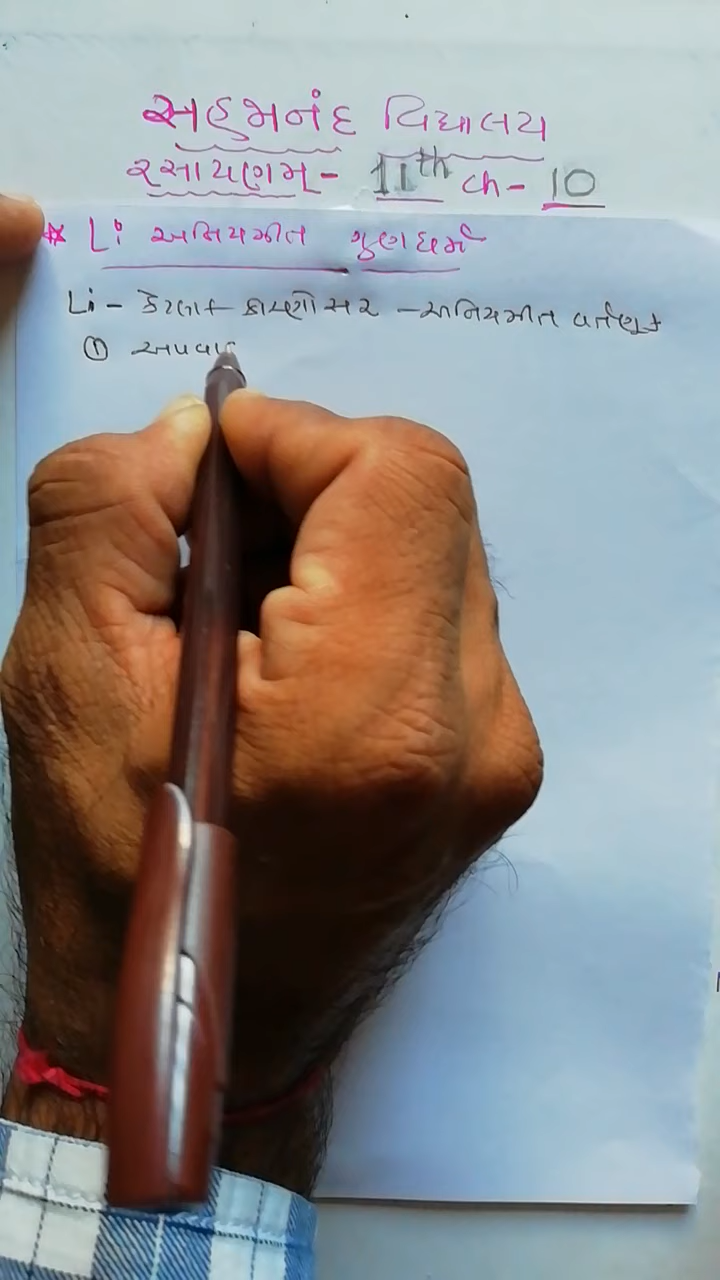 સહજાનંદ વિદ્યાલય
રસાયણમ્- 11th ch- 10
* Li અનિયમીત ગુણધર્મ
Li - કેટલાક કારણોસર - અનિયમીત વર્તણુક
① અપવા